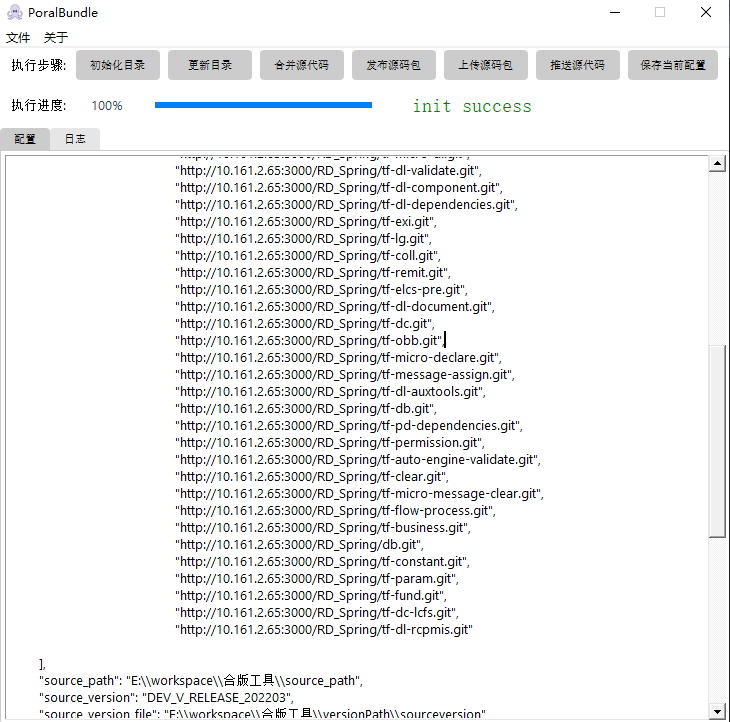 PoralBundle
文件 关于
执行步骤: 初始化目录 更新目录 合并源代码 发布源码包 上传源码包 推送源代码 保存当前配置
执行进度: 100% init success
配置 日志
"http://10.161.2.65:3000/RD_Spring/tf-dl-validate.git",
"http://10.161.2.65:3000/RD_Spring/tf-dl-component.git",
"http://10.161.2.65:3000/RD_Spring/tf-dl-dependencies.git",
"http://10.161.2.65:3000/RD_Spring/tf-exi.git",
"http://10.161.2.65:3000/RD_Spring/tf-lg.git",
"http://10.161.2.65:3000/RD_Spring/tf-coll.git",
"http://10.161.2.65:3000/RD_Spring/tf-remit.git",
"http://10.161.2.65:3000/RD_Spring/tf-elcs-pre.git",
"http://10.161.2.65:3000/RD_Spring/tf-dl-document.git",
"http://10.161.2.65:3000/RD_Spring/tf-dc.git",
"http://10.161.2.65:3000/RD_Spring/tf-obb.git",
"http://10.161.2.65:3000/RD_Spring/tf-micro-declare.git",
"http://10.161.2.65:3000/RD_Spring/tf-message-assign.git",
"http://10.161.2.65:3000/RD_Spring/tf-dl-auxtools.git",
"http://10.161.2.65:3000/RD_Spring/tf-db.git",
"http://10.161.2.65:3000/RD_Spring/tf-pd-dependencies.git",
"http://10.161.2.65:3000/RD_Spring/tf-permission.git",
"http://10.161.2.65:3000/RD_Spring/tf-auto-engine-validate.git",
"http://10.161.2.65:3000/RD_Spring/tf-clear.git",
"http://10.161.2.65:3000/RD_Spring/tf-micro-message-clear.git",
"http://10.161.2.65:3000/RD_Spring/tf-flow-process.git",
"http://10.161.2.65:3000/RD_Spring/tf-business.git",
"http://10.161.2.65:3000/RD_Spring/db.git",
"http://10.161.2.65:3000/RD_Spring/tf-constant.git",
"http://10.161.2.65:3000/RD_Spring/tf-param.git",
"http://10.161.2.65:3000/RD_Spring/tf-fund.git",
"http://10.161.2.65:3000/RD_Spring/tf-dc-lcfs.git",
"http://10.161.2.65:3000/RD_Spring/tf-dl-rcpmis.git"
],
"source_path": "E:\\workspace\\合版工具\\source_path",
"source_version": "DEV_V_RELEASE_202203",
"source_version_file": "E:\\workspace\\合版工具\\versionPath\\sourceversion"